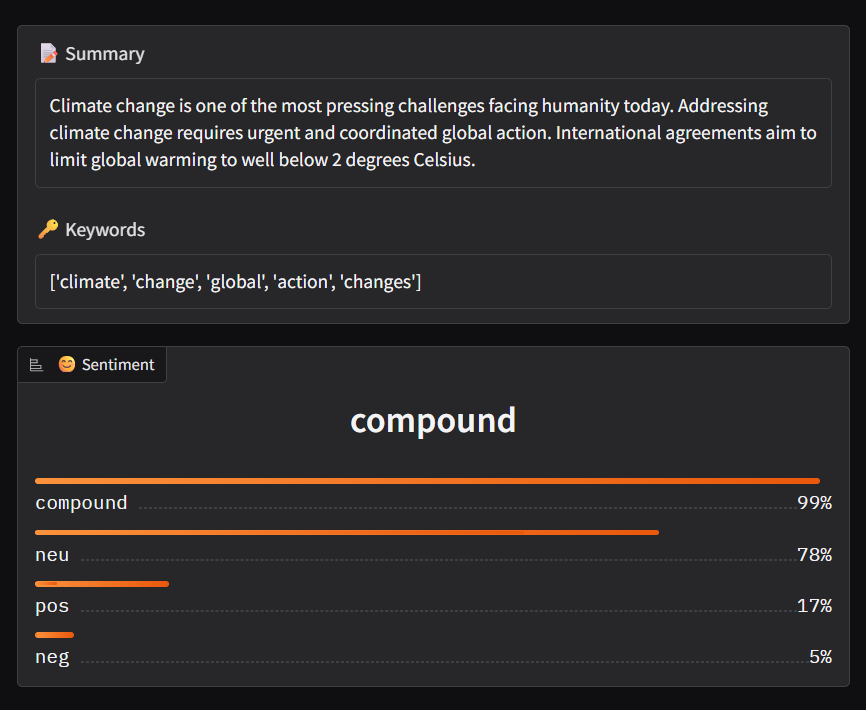 📝 Summary
Climate change is one of the most pressing challenges facing humanity today. Addressing
climate change requires urgent and coordinated global action. International agreements aim to
limit global warming to well below 2 degrees Celsius.
🔑 Keywords
['climate', 'change', 'global', 'action', 'changes']
😊 Sentiment
compound
compound 99%
neu 78%
pos 17%
neg 5%